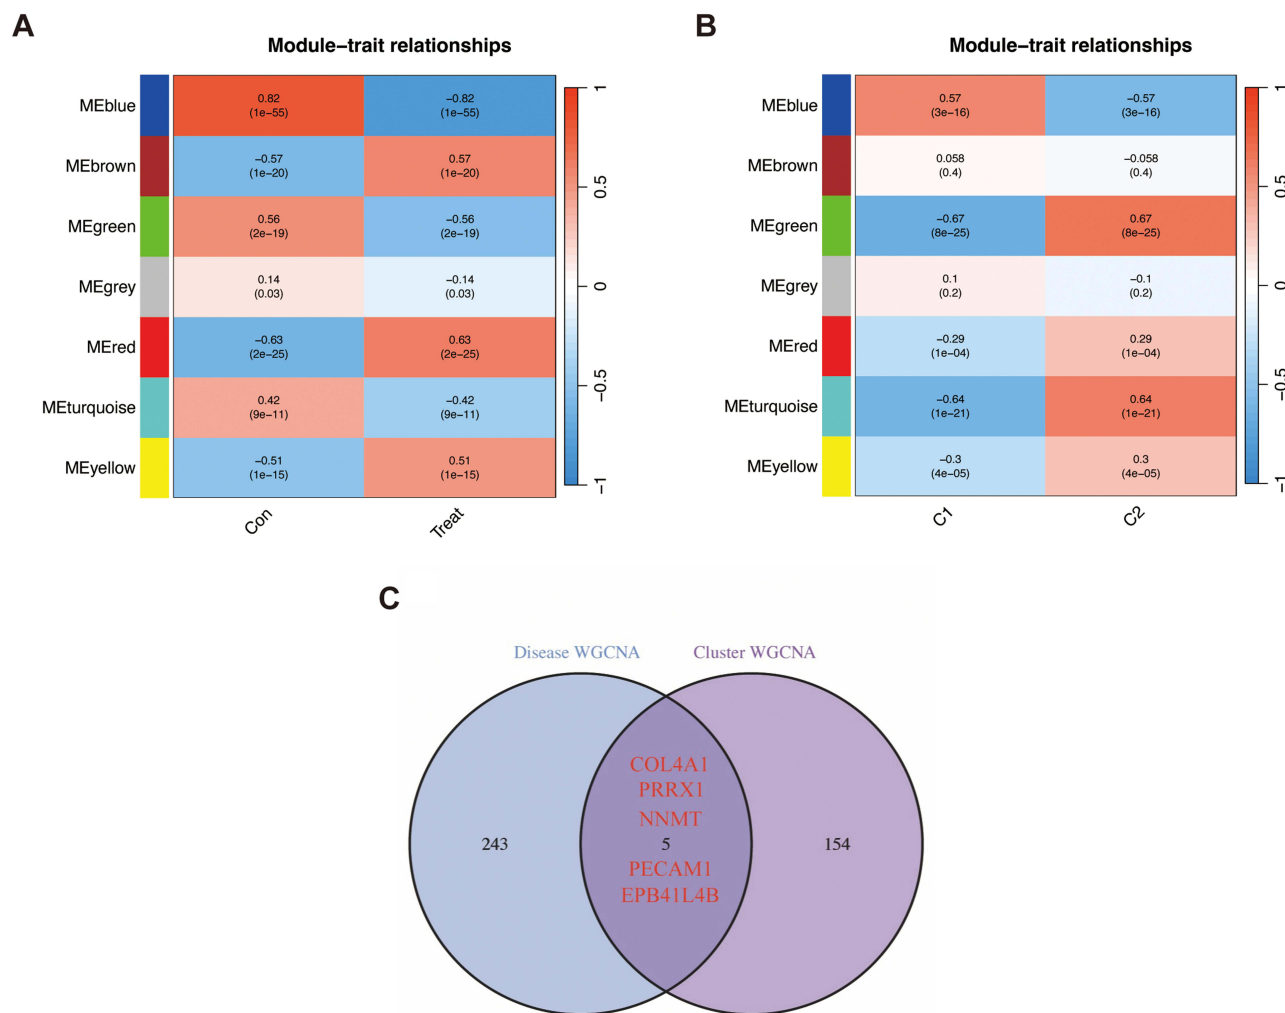 A
Module−trait relationships
MEblue
0.82
(1e−55)
−0.82
(1e−55)
MEbrown
−0.57
(1e−20)
0.57
(1e−20)
MEgreen
0.56
(2e−19)
−0.56
(2e−19)
MEgrey
0.14
(0.03)
−0.14
(0.03)
MEred
−0.63
(2e−25)
0.63
(2e−25)
MEturquoise
0.42
(9e−11)
−0.42
(9e−11)
MEyellow
−0.51
(1e−15)
0.51
(1e−15)
Con
Treat
1
0.5
0
−0.5
−1
B
Module−trait relationships
MEblue
0.57
(3e−16)
−0.57
(3e−16)
MEbrown
0.058
(0.4)
−0.058
(0.4)
MEgreen
−0.67
(8e−25)
0.67
(8e−25)
MEgrey
0.1
(0.2)
−0.1
(0.2)
MEred
−0.29
(1e−04)
0.29
(1e−04)
MEturquoise
−0.64
(1e−21)
0.64
(1e−21)
MEyellow
−0.3
(4e−05)
0.3
(4e−05)
C1
C2
1
0.5
0
−0.5
−1
C
Disease WGCNA
Cluster WGCNA
COL4A1
PRRX1
NNMT
243
5
154
PECAM1
EPB41L4B